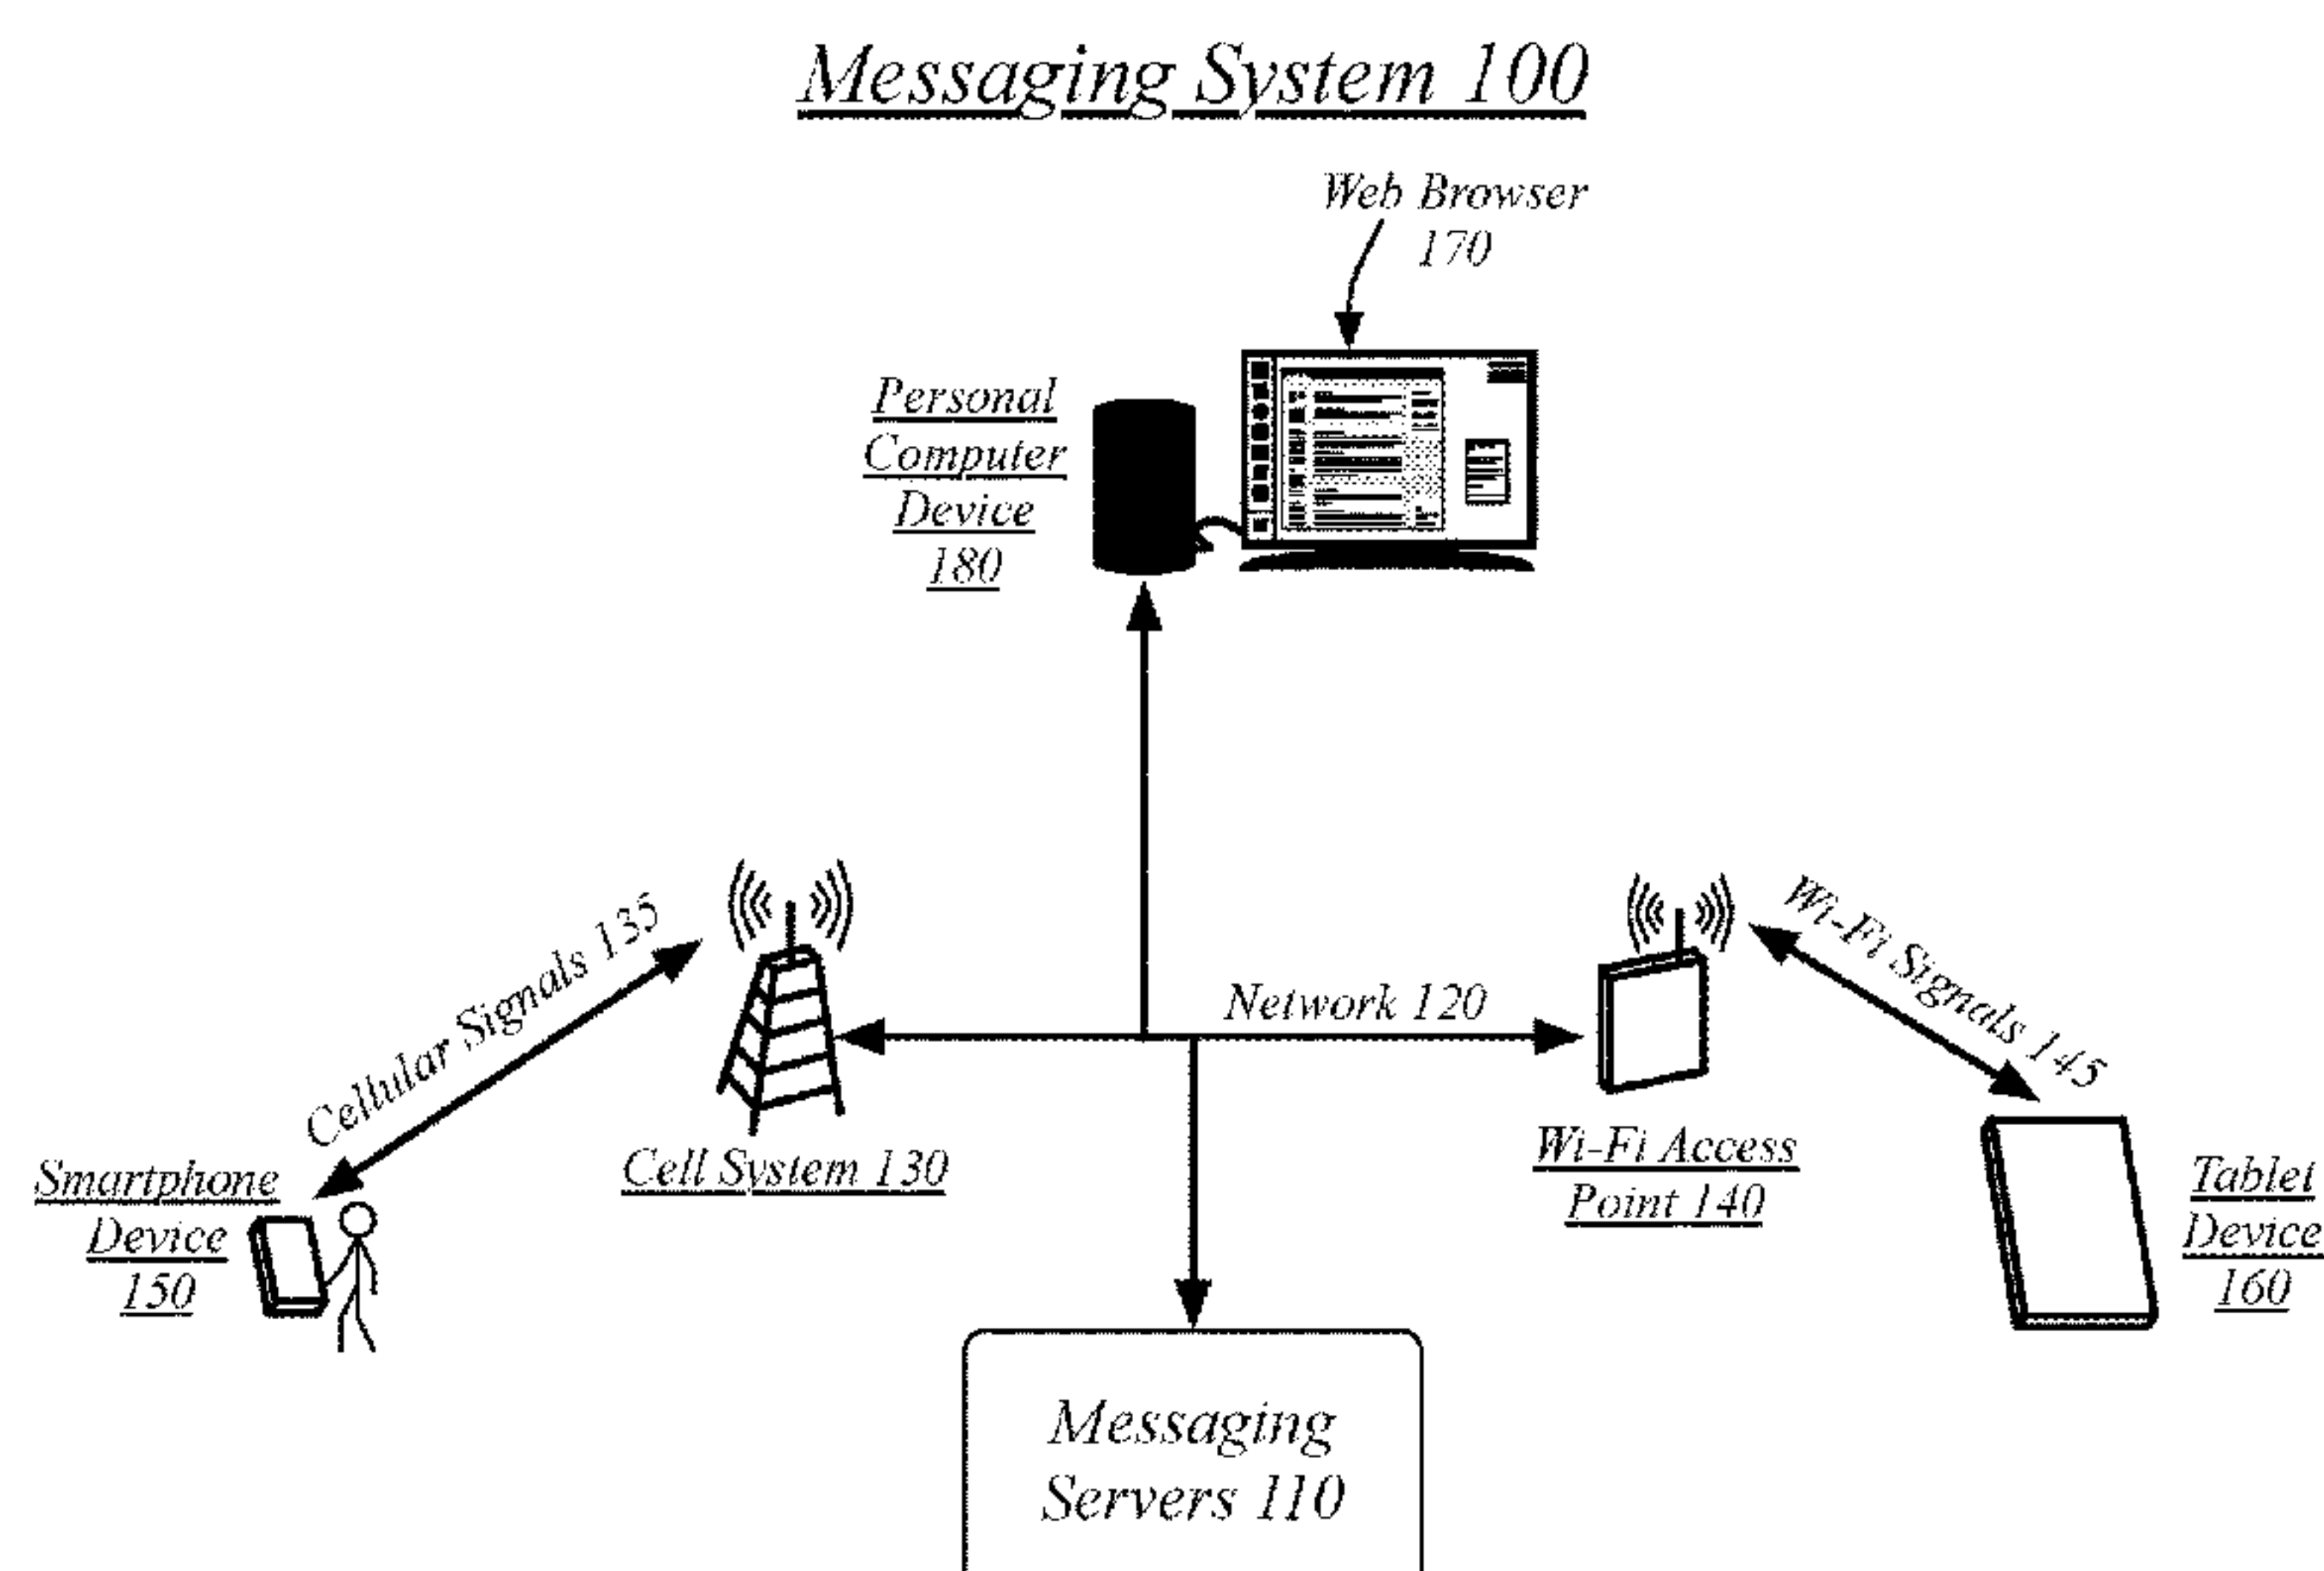 Messaging System 100
Web Browser
170
Personal
Computer
Device
180
Cellular Signals 135
Wi-Fi Signals 145
Network 120
Cell System 130
Wi-Fi Access
Point 140
Smartphone
Device
150
Tablet
Device
160
Messaging
Servers 110